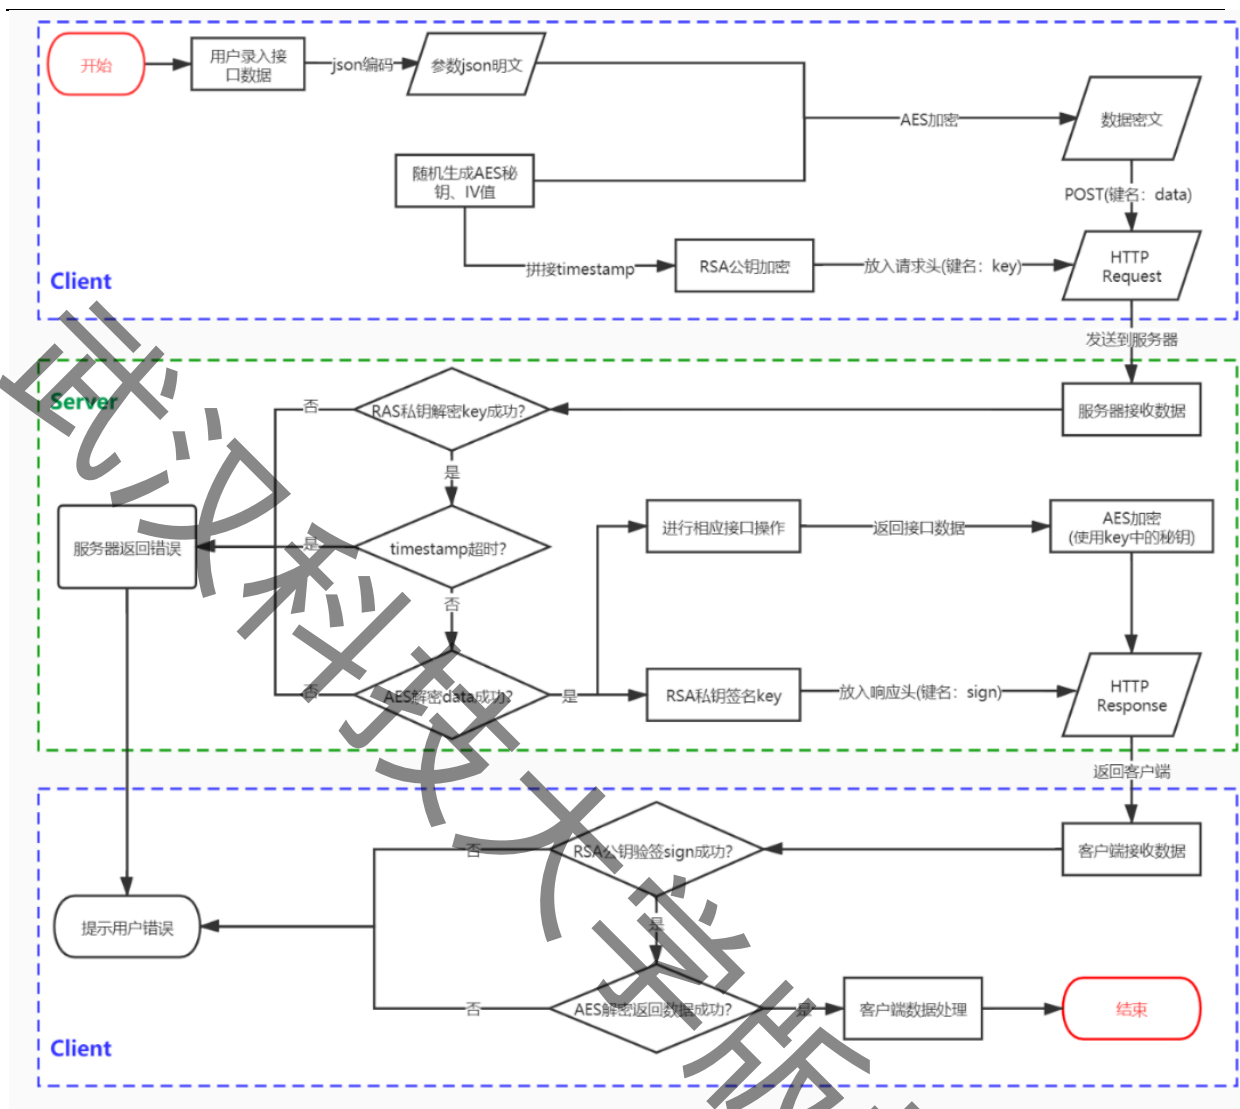 开始
用户录入接
口数据
json编码
参数json明文
AES加密
数据密文
随机生成AES秘
钥、IV值
POST(键名：data)
拼接timestamp
RSA公钥加密
放入请求头(键名：key)
HTTP
Request
Client
发送到服务器
Server
否
RAS私钥解密key成功？
服务器接收数据
是
服务器返回错误
是
timestamp超时？
进行相应接口操作
返回接口数据
AES加密
(使用key中的秘钥)
否
否
AES解密data成功？
是
RSA私钥签名key
放入响应头(键名：sign)
HTTP
Response
返回客户端
否
RSA公钥验签sign成功？
客户端接收数据
是
提示用户错误
否
AES解密返回数据成功？
是
客户端数据处理
结束
Client
武汉科技大学版